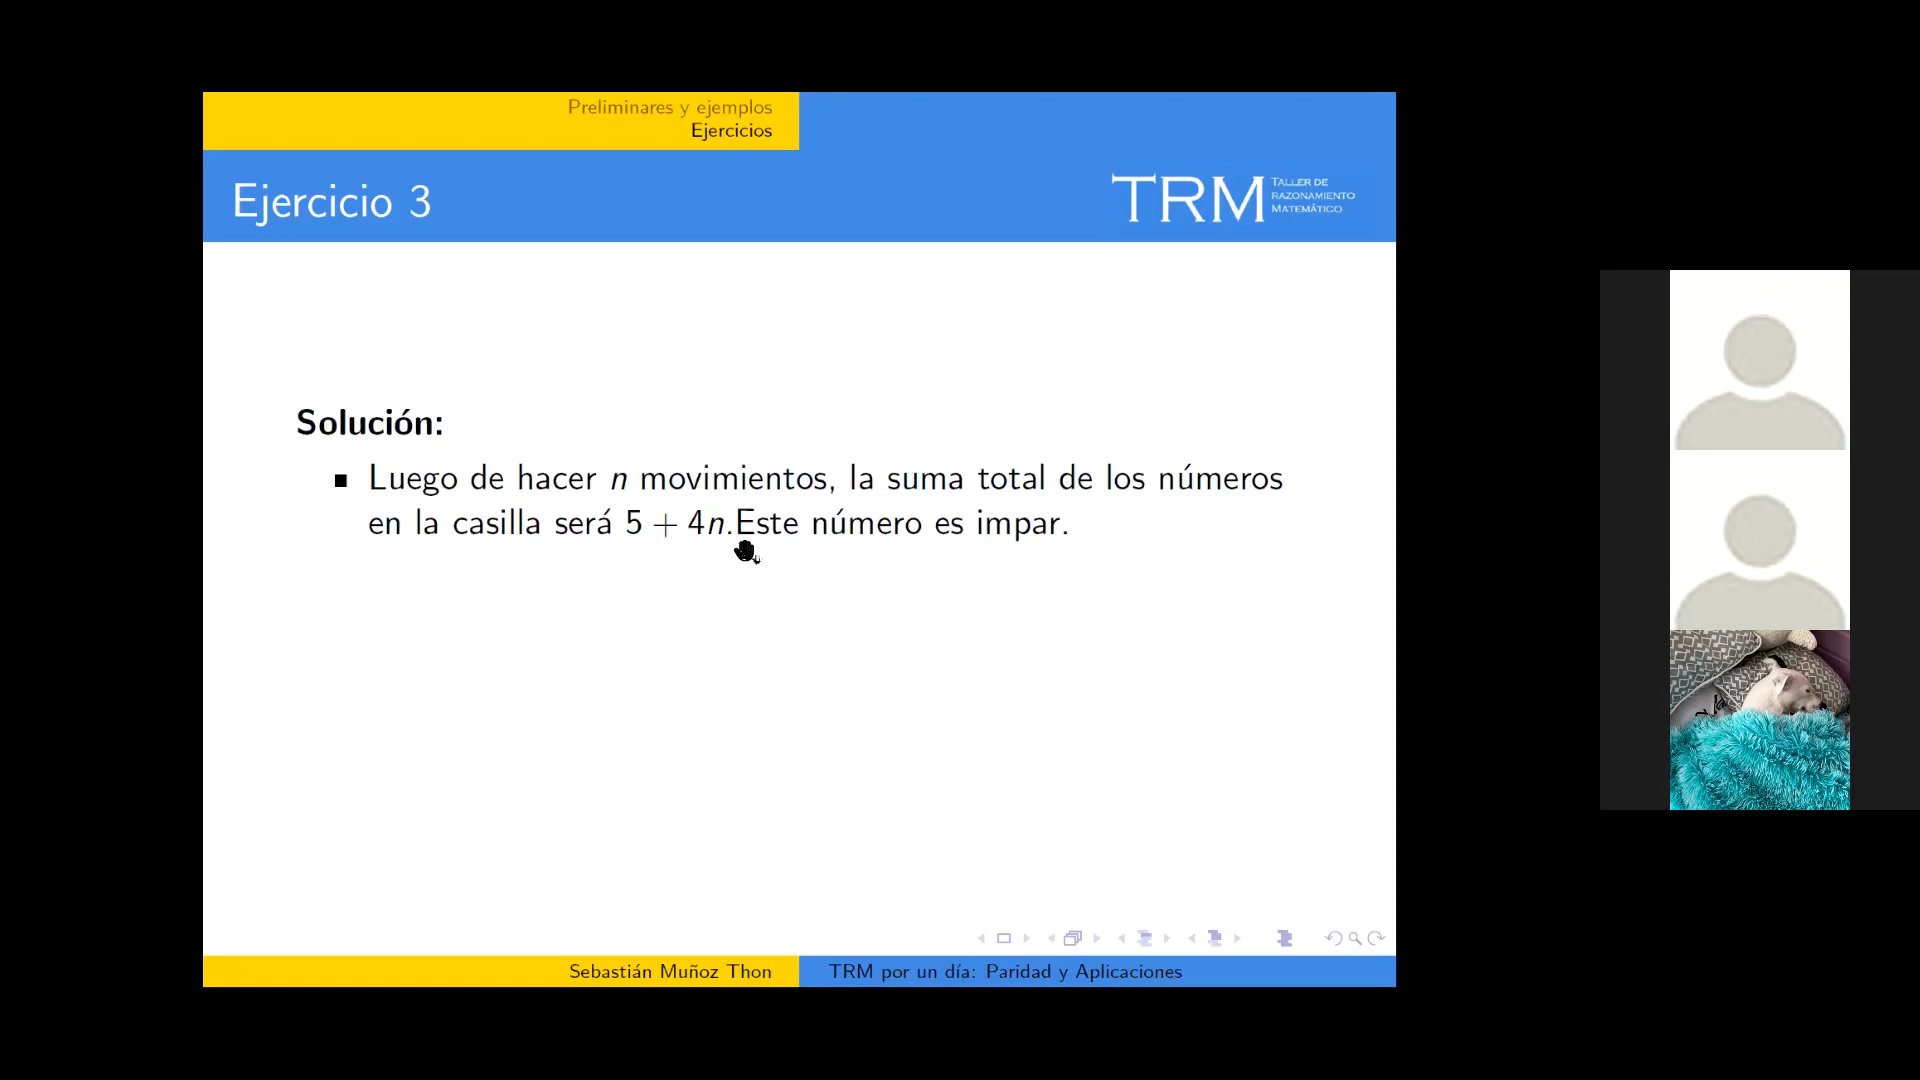 Preliminares y ejemplos
Ejercicios
Ejercicio 3
TRM
TALLER DE
RAZONAMIENTO
MATEMÁTICO
Solución:
Luego de hacer n movimientos, la suma total de los números
en la casilla será 5 + 4n.Este número es impar.
Sebastián Muñoz Thon
TRM por un día: Paridad y Aplicaciones